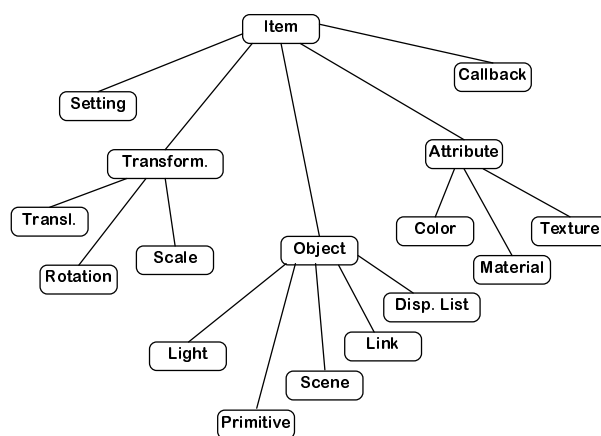 Item
Callback
Setting
Attribute
Transform.
Transl.
Color
Texture
Object
Scale
Material
Rotation
Disp. List
Link
Light
Scene
Primitive